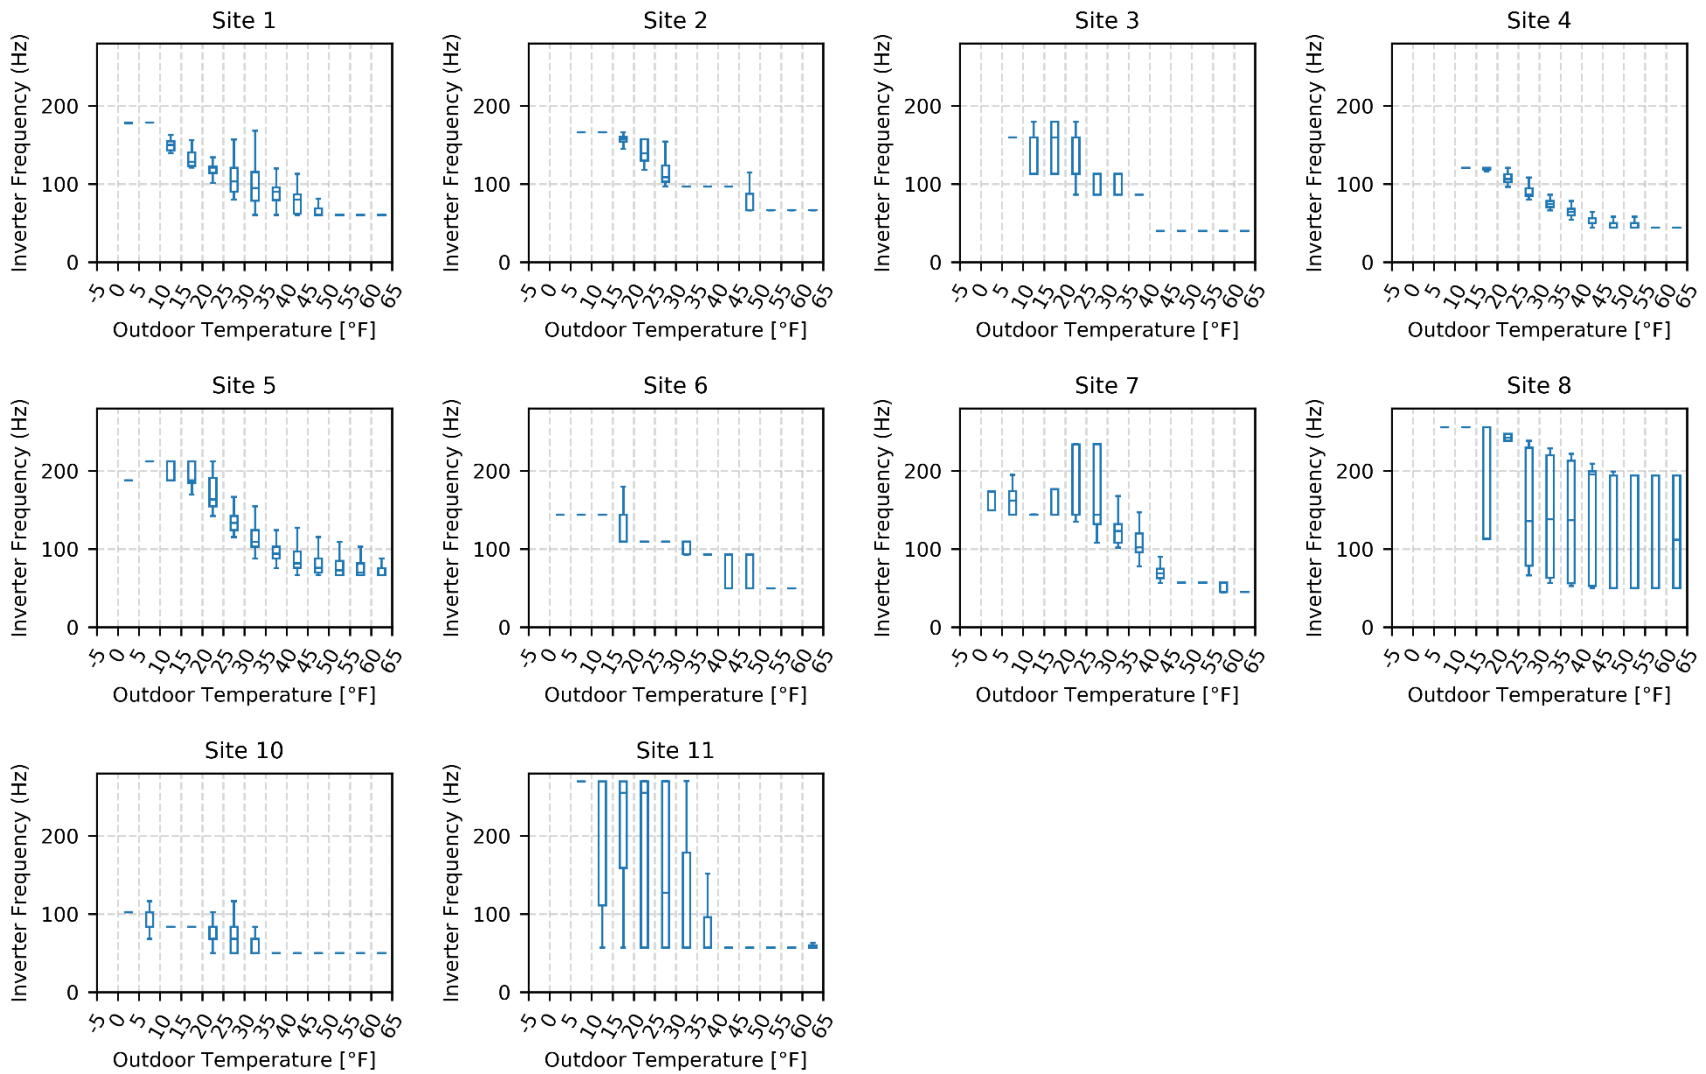 Site 1
Inverter Frequency (Hz)
200
100
0
-5 0 5 10 15 20 25 30 35 40 45 50 55 60 65
Outdoor Temperature [°F]
Site 2
Inverter Frequency (Hz)
200
100
0
-5 0 5 10 15 20 25 30 35 40 45 50 55 60 65
Outdoor Temperature [°F]
Site 3
Inverter Frequency (Hz)
200
100
0
-5 0 5 10 15 20 25 30 35 40 45 50 55 60 65
Outdoor Temperature [°F]
Site 4
Inverter Frequency (Hz)
200
100
0
-5 0 5 10 15 20 25 30 35 40 45 50 55 60 65
Outdoor Temperature [°F]
Site 5
Inverter Frequency (Hz)
200
100
0
-5 0 5 10 15 20 25 30 35 40 45 50 55 60 65
Outdoor Temperature [°F]
Site 6
Inverter Frequency (Hz)
200
100
0
-5 0 5 10 15 20 25 30 35 40 45 50 55 60 65
Outdoor Temperature [°F]
Site 7
Inverter Frequency (Hz)
200
100
0
-5 0 5 10 15 20 25 30 35 40 45 50 55 60 65
Outdoor Temperature [°F]
Site 8
Inverter Frequency (Hz)
200
100
0
-5 0 5 10 15 20 25 30 35 40 45 50 55 60 65
Outdoor Temperature [°F]
Site 10
Inverter Frequency (Hz)
200
100
0
-5 0 5 10 15 20 25 30 35 40 45 50 55 60 65
Outdoor Temperature [°F]
Site 11
Inverter Frequency (Hz)
200
100
0
-5 0 5 10 15 20 25 30 35 40 45 50 55 60 65
Outdoor Temperature [°F]